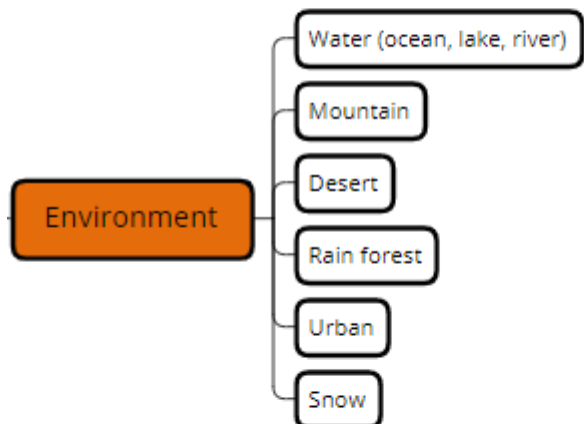 Environment
Water (ocean, lake, river)
Mountain
Desert
Rain forest
Urban
Snow